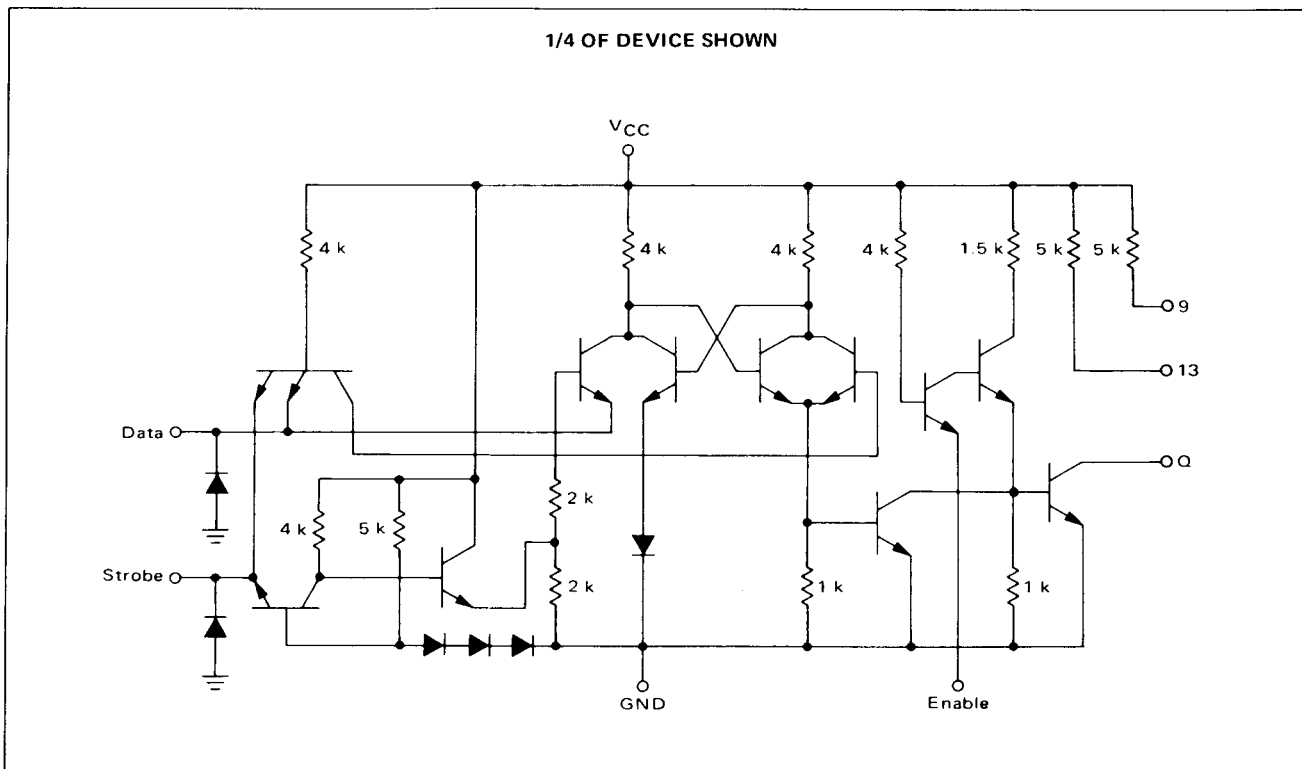 1/4 OF DEVICE SHOWN
VCC
4 k
4 k
4 k
4 k
1.5 k
5 k
5 k
9
13
Data
Q
4 k
5 k
2 k
Strobe
2 k
1 k
1 k
GND
Enable